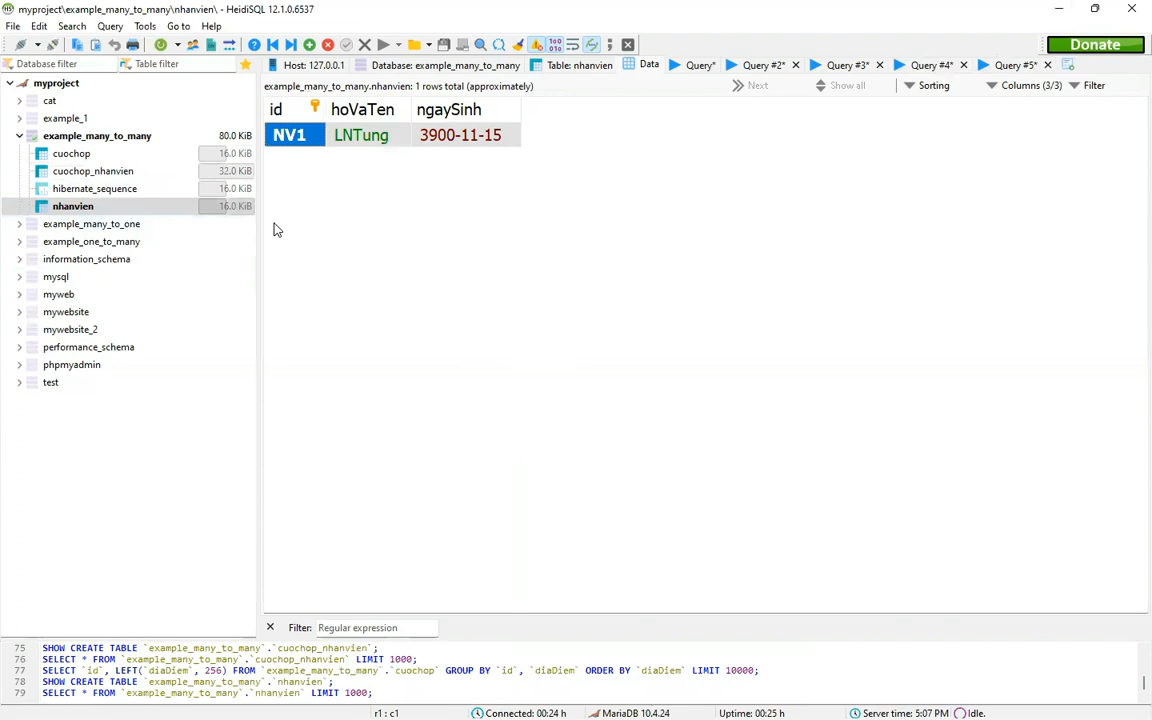 myproject\example_many_to_many\nhanvien\ - HeidiSQL 12.1.0.6537
File Edit Search Query Tools Go to Help
Donate
Database filter Table filter
Host: 127.0.0.1 Database: example_many_to_many Table: nhanvien Data Query* Query #2* Query #3* Query #4* Query #5*
myproject
cat
example_1
example_many_to_many 80.0 KiB
cuochop 16.0 KiB
cuochop_nhanvien 32.0 KiB
hibernate_sequence 16.0 KiB
nhanvien 16.0 KiB
example_many_to_one
example_one_to_many
information_schema
mysql
myweb
mywebsite
mywebsite_2
performance_schema
phpmyadmin
test
example_many_to_many.nhanvien: 1 rows total (approximately) Next Show all Sorting Columns (3/3) Filter
id hoVaTen ngaySinh
NV1 LNTung 3900-11-15
Filter: Regular expression
75 SHOW CREATE TABLE `example_many_to_many`.`cuochop_nhanvien`;
76 SELECT * FROM `example_many_to_many`.`cuochop_nhanvien` LIMIT 1000;
77 SELECT `id`, LEFT(`diaDiem`, 256) FROM `example_many_to_many`.`cuochop` GROUP BY `id`, `diaDiem` ORDER BY `diaDiem` LIMIT 10000;
78 SHOW CREATE TABLE `example_many_to_many`.`nhanvien`;
79 SELECT * FROM `example_many_to_many`.`nhanvien` LIMIT 1000;
r1 : c1 Connected: 00:24 h MariaDB 10.4.24 Uptime: 00:25 h Server time: 5:07 PM Idle.